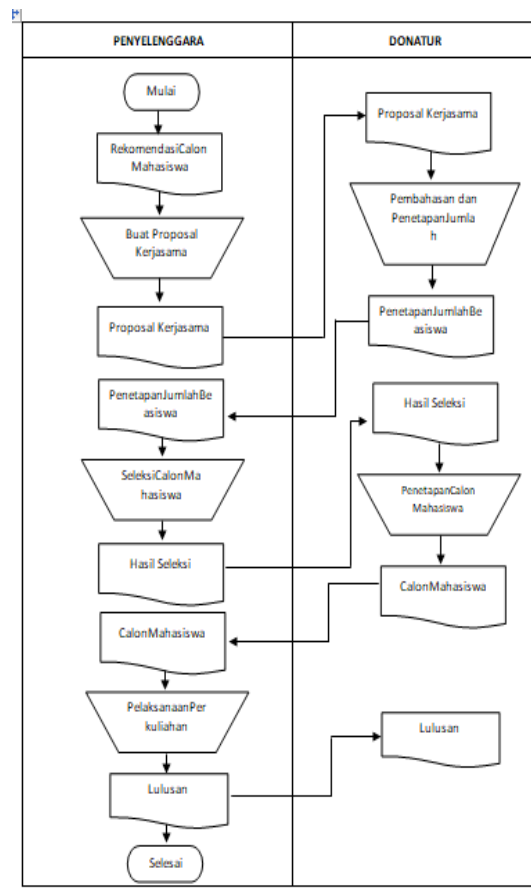 PENYELENGGARA
DONATUR
Mulai
RekomendasiCalon
Mahasiswa
Buat Proposal
Kerjasama
Proposal Kerjasama
Proposal Kerjasama
Pembahasan dan
PenetapanJumla
h
PenetapanJumlahBe
asiswa
PenetapanJumlahBe
asiswa
SeleksiCalonMa
hasiswa
Hasil Seleksi
Hasil Seleksi
PenetapanCalon
Mahasiswa
CalonMahasiswa
CalonMahasiswa
PelaksanaanPer
kuliahan
Lulusan
Lulusan
Selesai